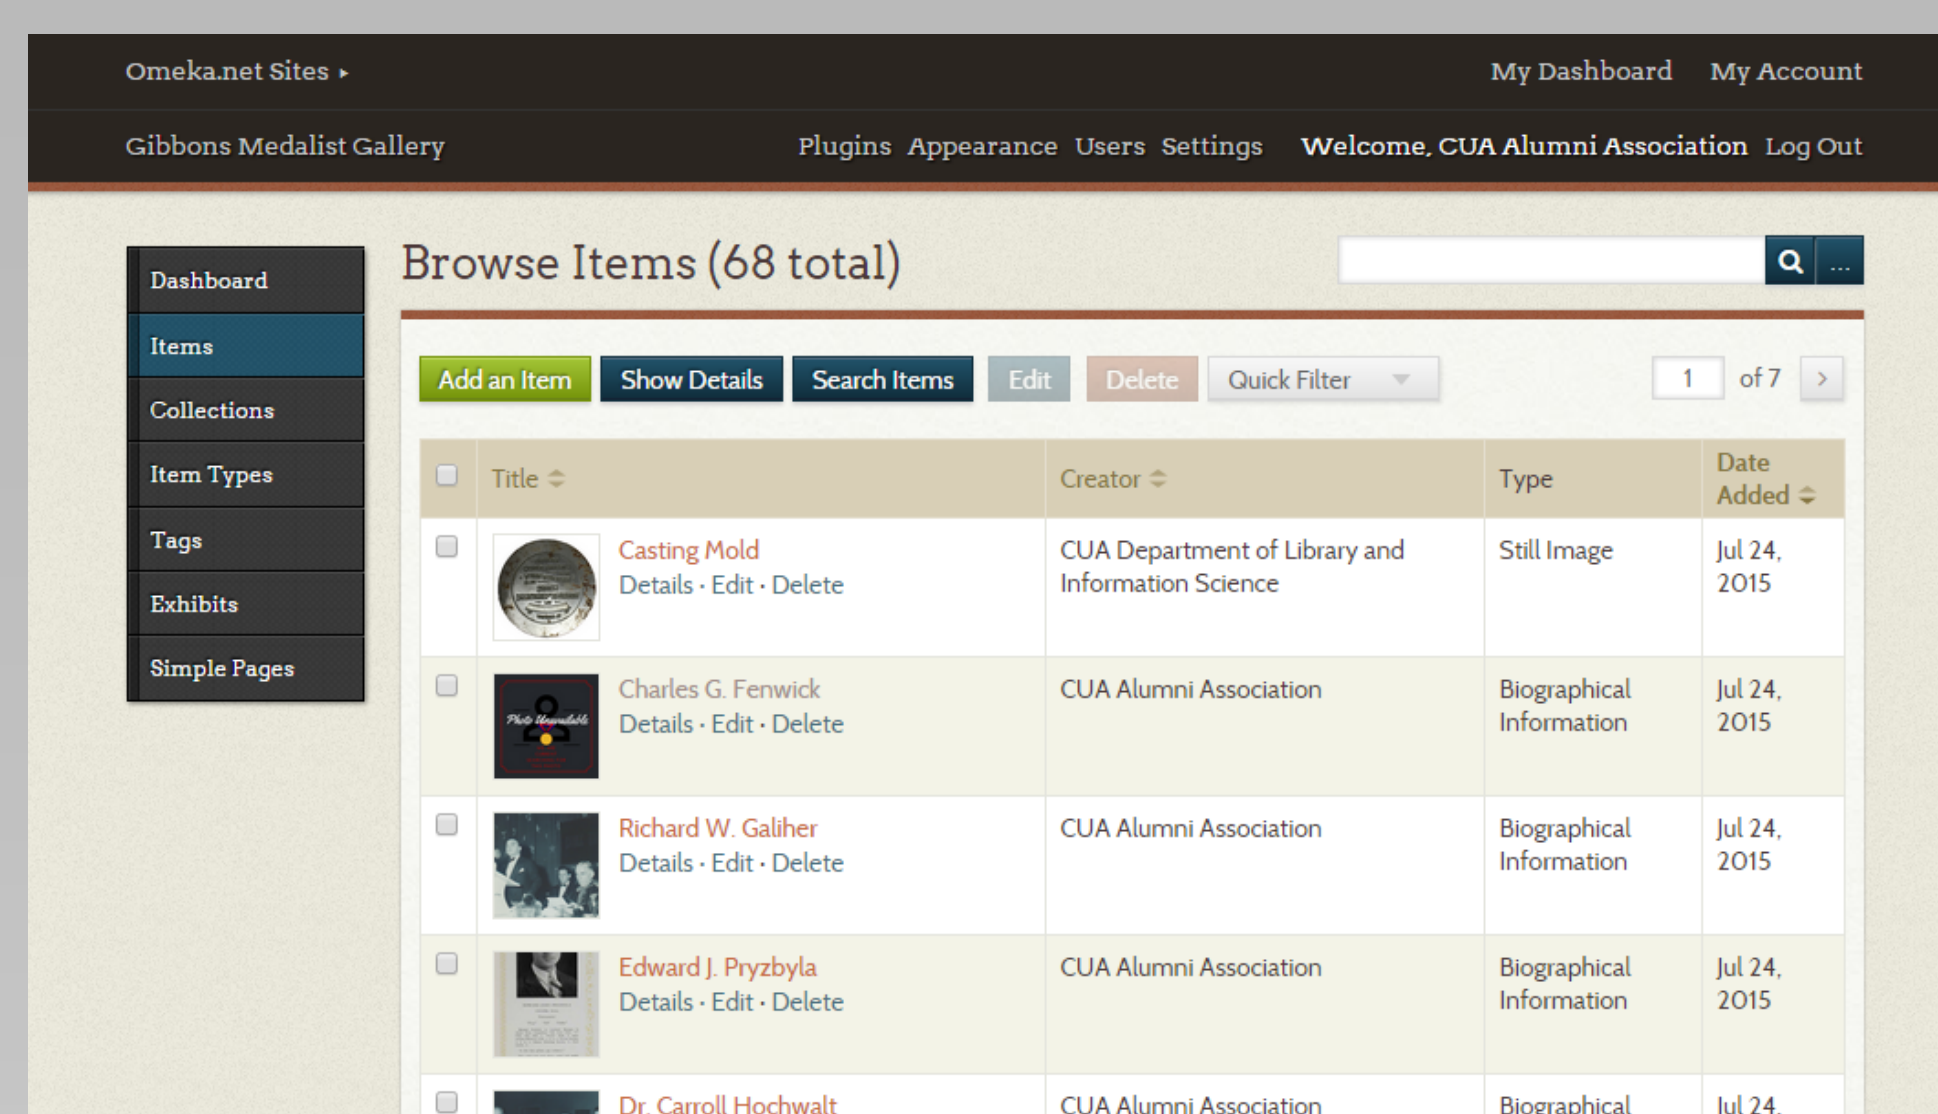 Omeka.net Sites ▸
My Dashboard My Account
Gibbons Medalist Gallery
Plugins Appearance Users Settings Welcome, CUA Alumni Association Log Out
Dashboard
Items
Collections
Item Types
Tags
Exhibits
Simple Pages
Browse Items (68 total)
...
Add an Item Show Details Search Items Edit Delete Quick Filter 1 of 7 >
Title Creator Type Date
Added
Casting Mold
Details · Edit · Delete
CUA Department of Library and
Information Science
Still Image
Jul 24,
2015
Photo Unavailable
Charles G. Fenwick
Details · Edit · Delete
CUA Alumni Association
Biographical
Information
Jul 24,
2015
Richard W. Galiher
Details · Edit · Delete
CUA Alumni Association
Biographical
Information
Jul 24,
2015
Edward J. Pryzbyla
Details · Edit · Delete
CUA Alumni Association
Biographical
Information
Jul 24,
2015
Dr. Carroll Hochwalt
CUA Alumni Association
Biographical
Jul 24,